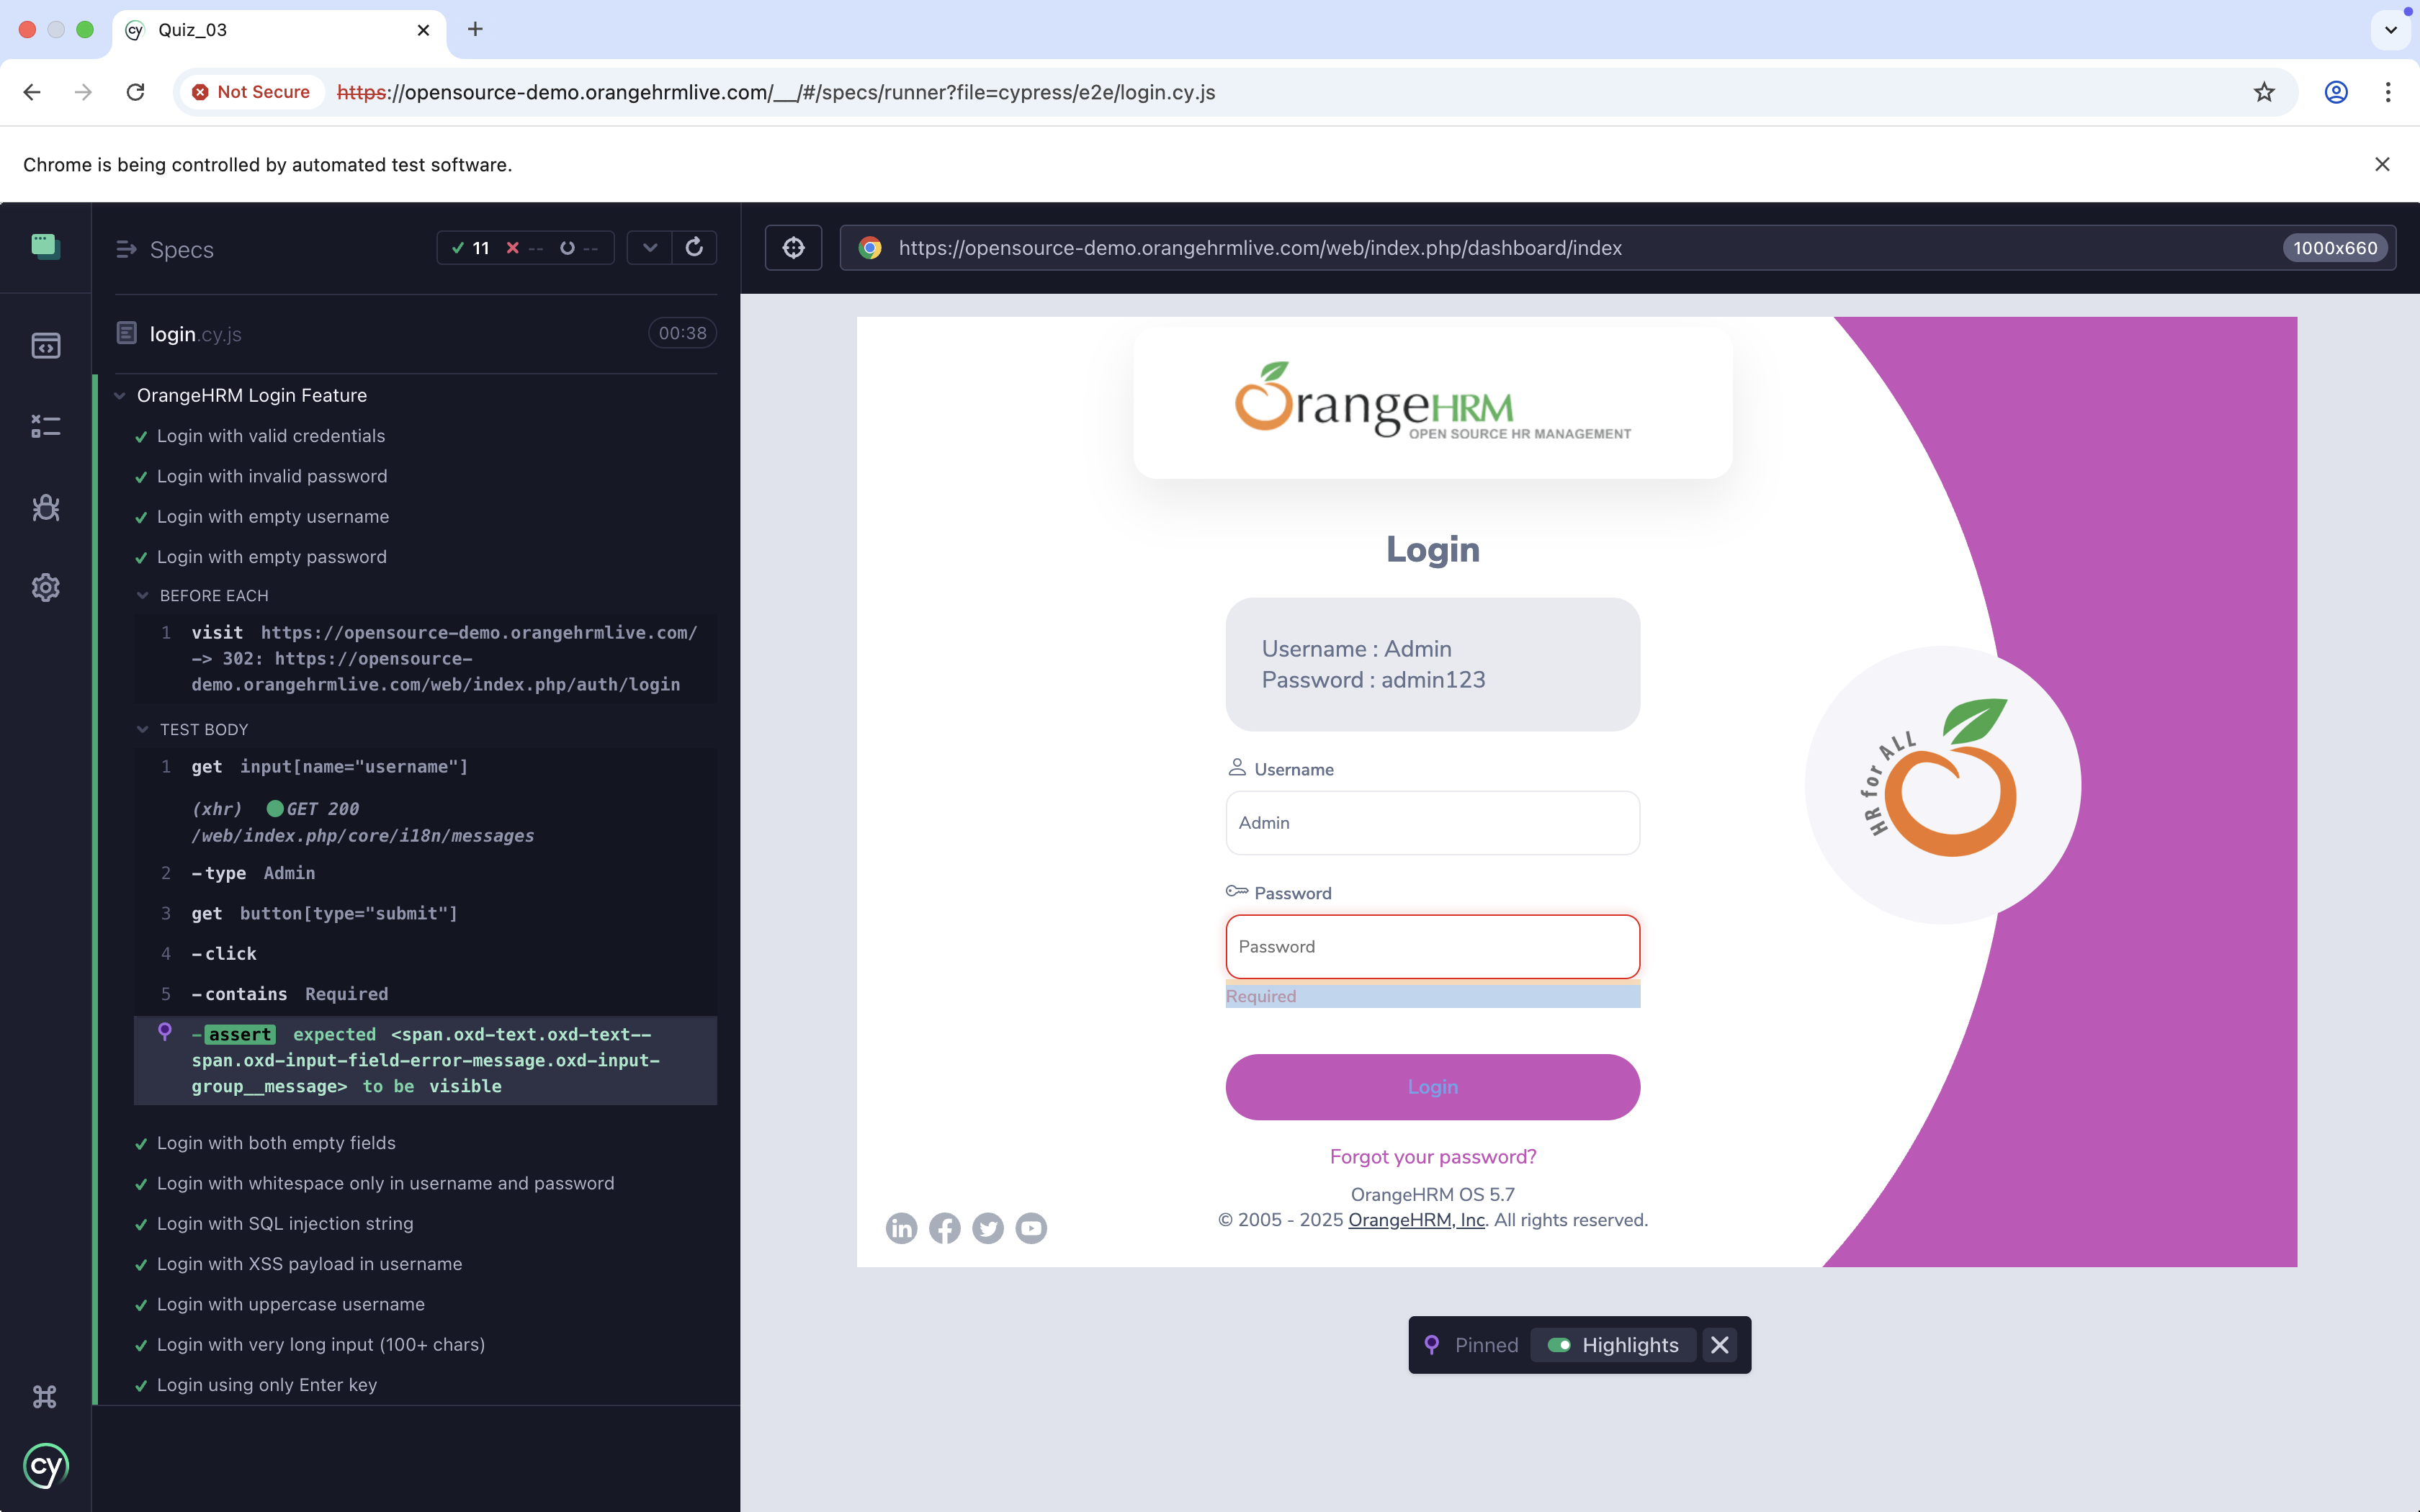 Quiz_03
Not Secure https://opensource-demo.orangehrmlive.com/__/#/specs/runner?file=cypress/e2e/login.cy.js
Chrome is being controlled by automated test software.
Specs
11 -- --
login.cy.js 00:38
OrangeHRM Login Feature
Login with valid credentials
Login with invalid password
Login with empty username
Login with empty password
BEFORE EACH
1 visit https://opensource-demo.orangehrmlive.com/
-> 302: https://opensource-
demo.orangehrmlive.com/web/index.php/auth/login
TEST BODY
1 get input[name="username"]
(xhr) GET 200
/web/index.php/core/i18n/messages
2 -type Admin
3 get button[type="submit"]
4 -click
5 -contains Required
-assert expected <span.oxd-text.oxd-text--
span.oxd-input-field-error-message.oxd-input-
group__message> to be visible
Login with both empty fields
Login with whitespace only in username and password
Login with SQL injection string
Login with XSS payload in username
Login with uppercase username
Login with very long input (100+ chars)
Login using only Enter key
cy
https://opensource-demo.orangehrmlive.com/web/index.php/dashboard/index 1000x660
OrangeHRM
OPEN SOURCE HR MANAGEMENT
Login
Username : Admin
Password : admin123
Username
Admin
Password
Password
Required
Login
Forgot your password?
OrangeHRM OS 5.7
© 2005 - 2025 OrangeHRM, Inc. All rights reserved.
HR for ALL
Pinned Highlights